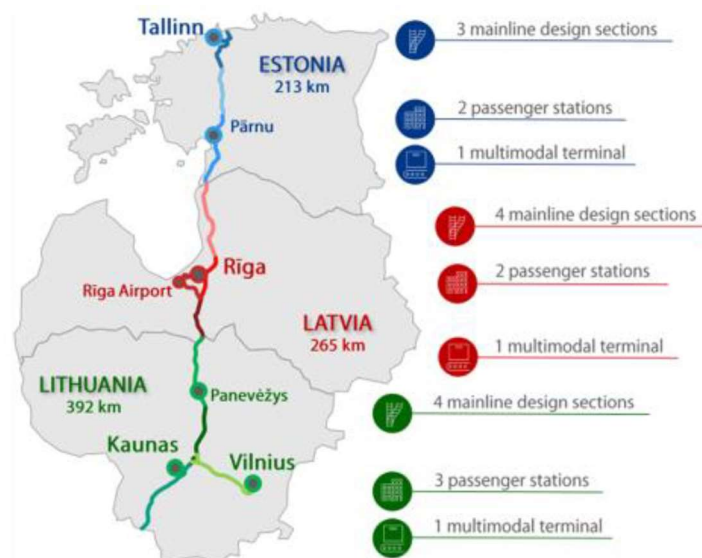 Tallinn
ESTONIA
213 km
Pärnu
Rīga
Rīga Airport
LATVIA
265 km
LITHUANIA
392 km
Panevėžys
Kaunas
Vilnius
3 mainline design sections
2 passenger stations
1 multimodal terminal
4 mainline design sections
2 passenger stations
1 multimodal terminal
4 mainline design sections
3 passenger stations
1 multimodal terminal